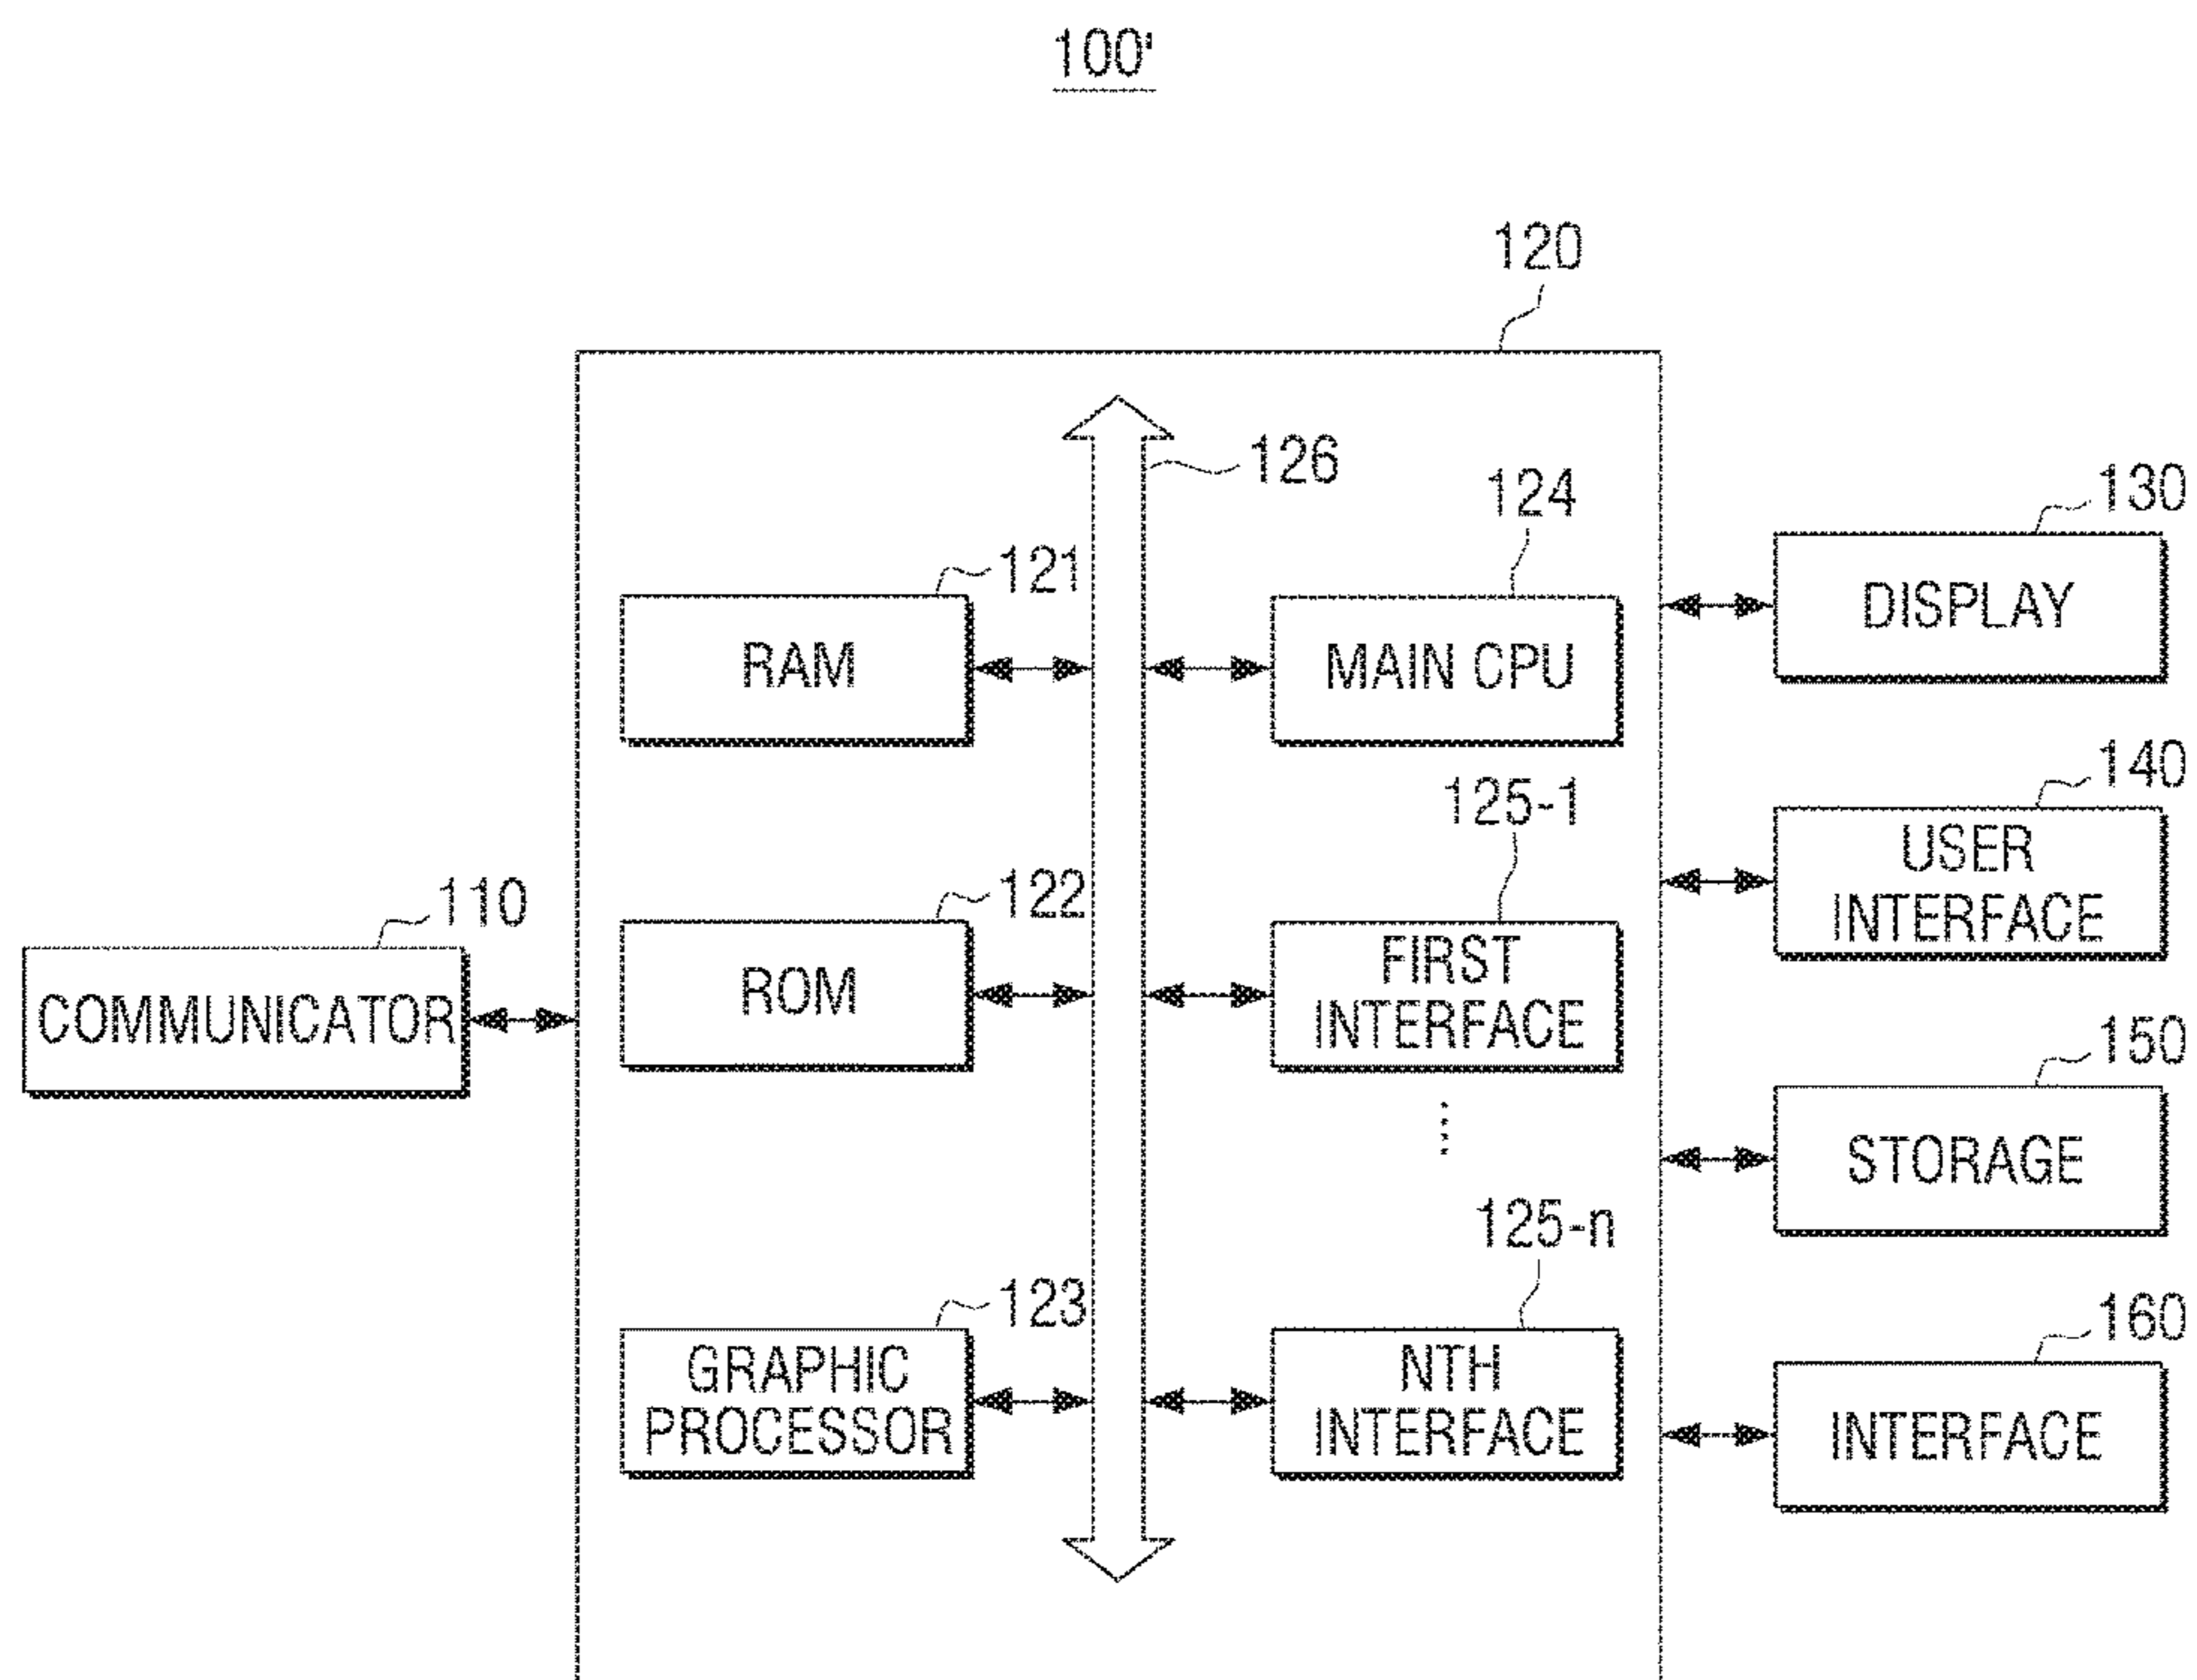 100'
120
126
124
130
121
DISPLAY
RAM
MAIN CPU
140
125-1
USER
INTERFACE
110
122
FIRST
INTERFACE
COMMUNICATOR
ROM
150
STORAGE
125-n
123
160
GRAPHIC
PROCESSOR
NTH
INTERFACE
INTERFACE